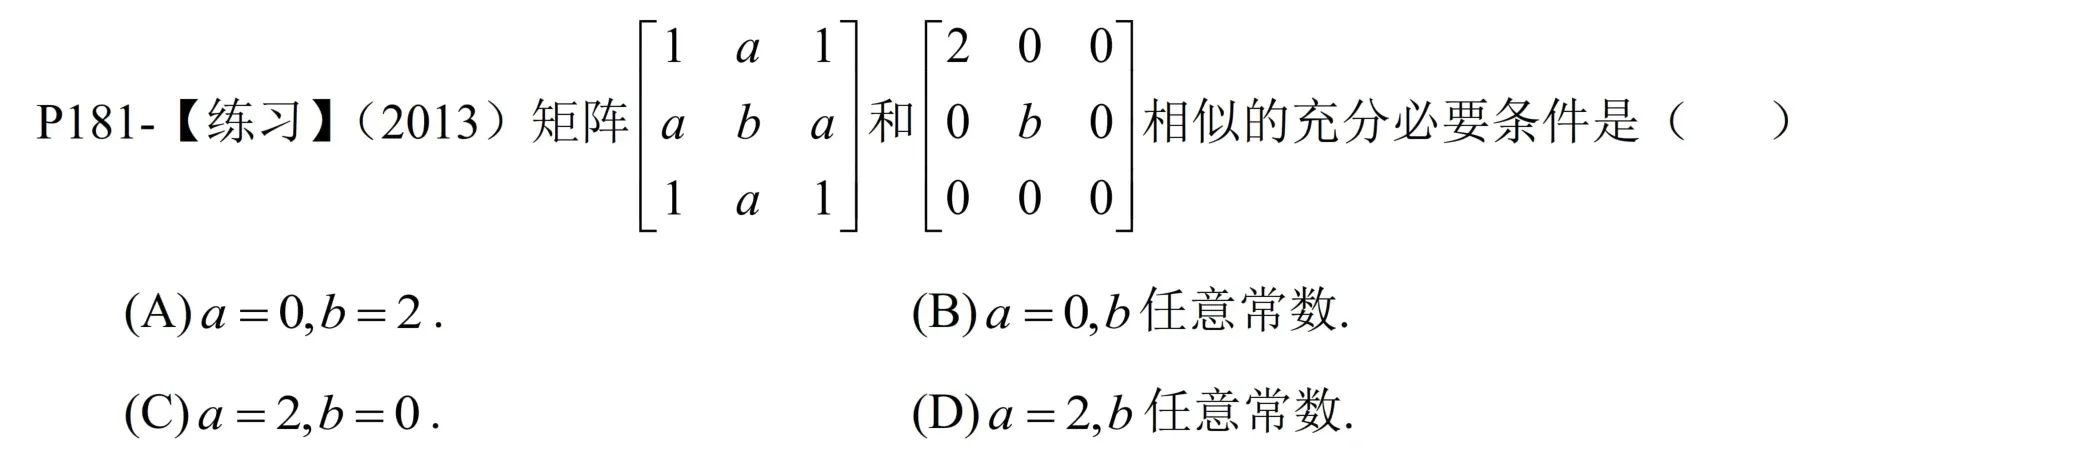 P181-【练习】（2013）矩阵 $\begin{bmatrix} 1 & a & 1 \\ a & b & a \\ 1 & a & 1 \end{bmatrix}$ 和 $\begin{bmatrix} 2 & 0 & 0 \\ 0 & b & 0 \\ 0 & 0 & 0 \end{bmatrix}$ 相似的充分必要条件是（　　）
(A) a = 0, b = 2 .　(B) a = 0, b 任意常数.
(C) a = 2, b = 0 .　(D) a = 2, b 任意常数.